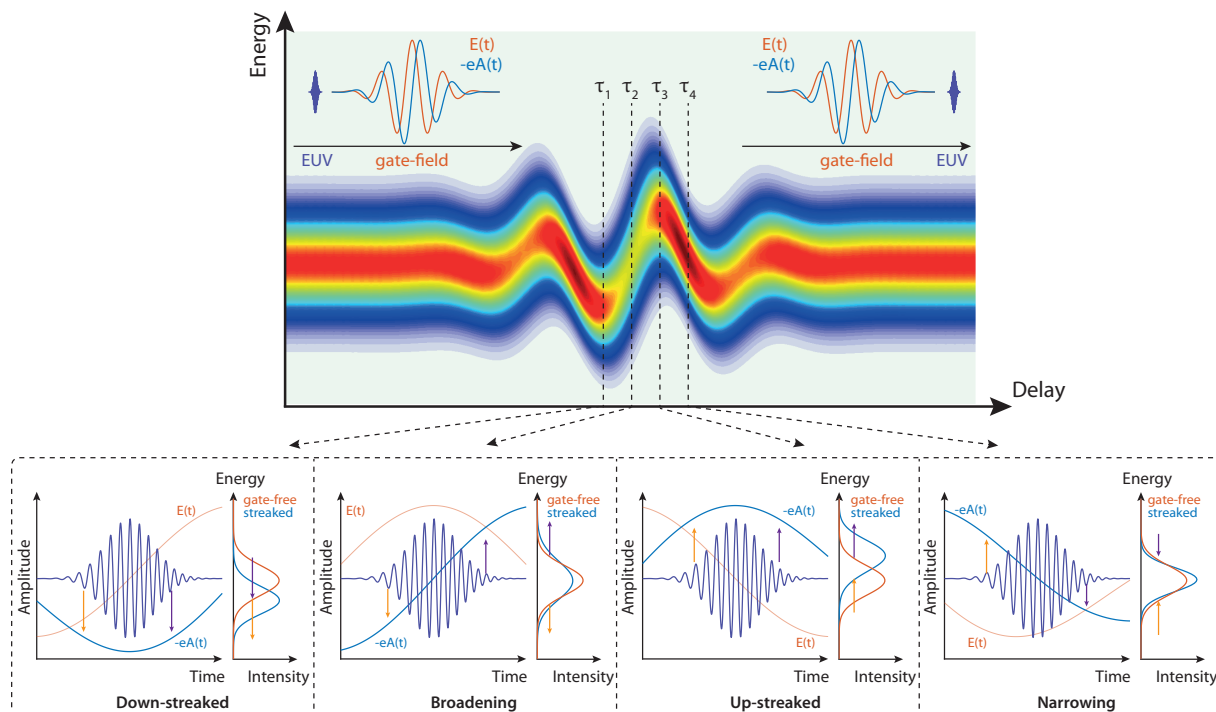 Energy
E(t)
-eA(t)
EUV
gate-field
τ1 τ2 τ3 τ4
E(t)
-eA(t)
gate-field
EUV
Delay
Energy
gate-free
streaked
E(t)
Amplitude
-eA(t)
Time
Intensity
Down-streaked
Energy
gate-free
streaked
E(t)
Amplitude
-eA(t)
Time
Intensity
Broadening
Energy
gate-free
streaked
-eA(t)
Amplitude
E(t)
Time
Intensity
Up-streaked
Energy
gate-free
streaked
-eA(t)
Amplitude
E(t)
Time
Intensity
Narrowing